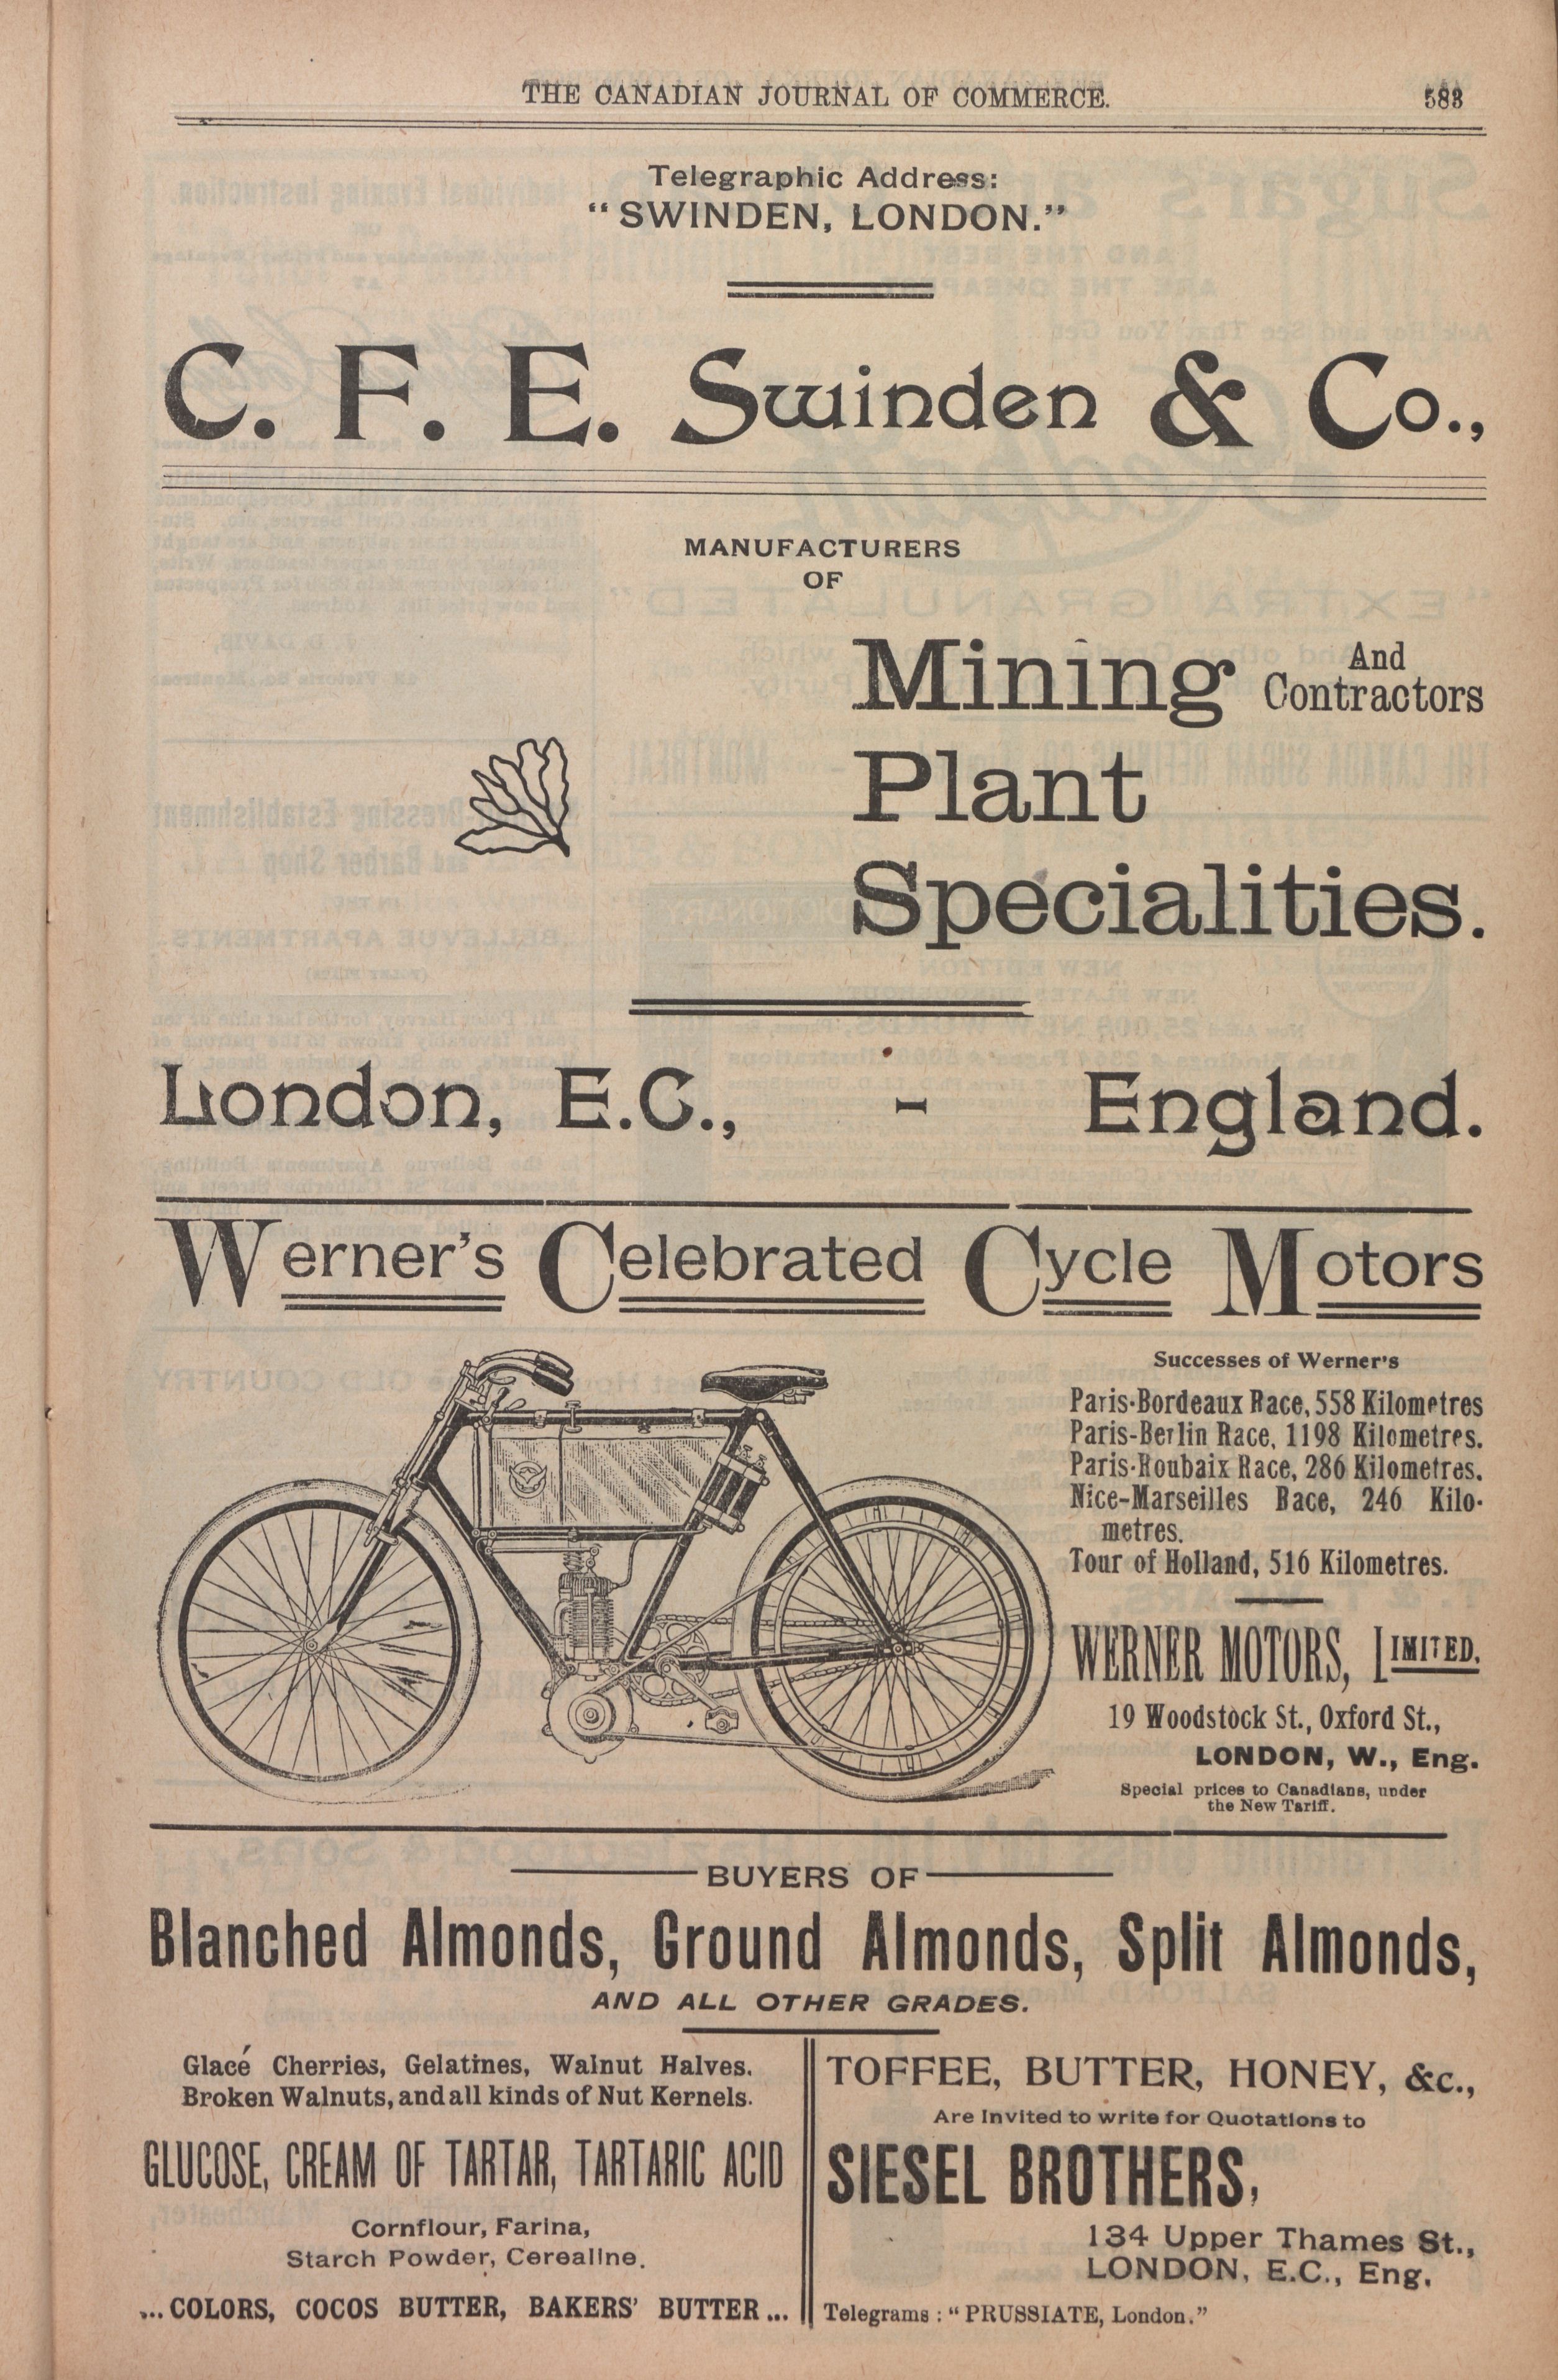 THE CANADIAN JOURNAL OF COMMERCE.
583
Telegraphic Address:
"SWINDEN, LONDON."
C. F. E. Swinden & Co.,
MANUFACTURERS
OF
Mining And Contractors
Plant
Specialities.
London, E.C., - England.
Werner's Celebrated Cycle Motors
Successes of Werner's
Paris-Bordeaux Race, 558 Kilometres
Paris-Berlin Race, 1198 Kilometres.
Paris-Roubaix Race, 286 Kilometres.
Nice-Marseilles Race, 246 Kilo-
metres.
Tour of Holland, 516 Kilometres.
WERNER MOTORS, LIMITED,
19 Woodstock St., Oxford St.,
LONDON, W., Eng.
Special prices to Canadians, under
the New Tariff.
BUYERS OF
Blanched Almonds, Ground Almonds, Split Almonds,
AND ALL OTHER GRADES.
Glacé Cherries, Gelatines, Walnut Halves.
Broken Walnuts, and all kinds of Nut Kernels.
GLUCOSE, CREAM OF TARTAR, TARTARIC ACID
Cornflour, Farina,
Starch Powder, Cerealine.
... COLORS, COCOS BUTTER, BAKERS' BUTTER ...
TOFFEE, BUTTER, HONEY, &c.,
Are Invited to write for Quotations to
SIESEL BROTHERS,
134 Upper Thames St.,
LONDON, E.C., Eng.
Telegrams : "PRUSSIATE, London."